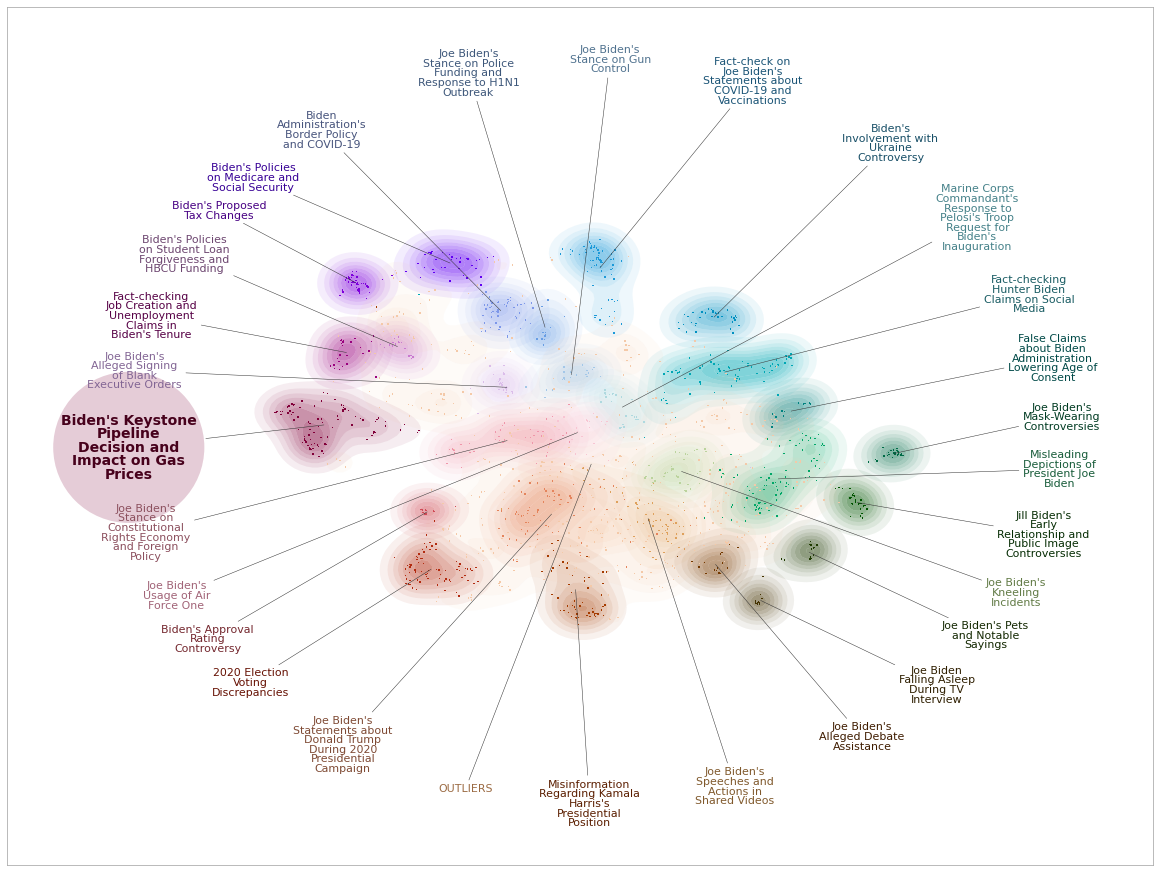 Joe Biden's
Stance on Police
Funding and
Response to H1N1
Outbreak
Joe Biden's
Stance on Gun
Control
Fact-check on
Joe Biden's
Statements about
COVID-19 and
Vaccinations
Biden
Administration's
Border Policy
and COVID-19
Biden's
Involvement with
Ukraine
Controversy
Biden's Policies
on Medicare and
Social Security
Marine Corps
Commandant's
Response to
Pelosi's Troop
Request for
Biden's
Inauguration
Biden's Proposed
Tax Changes
Biden's Policies
on Student Loan
Forgiveness and
HBCU Funding
Fact-checking
Hunter Biden
Claims on Social
Media
Fact-checking
Job Creation and
Unemployment
Claims in
Biden's Tenure
False Claims
about Biden
Administration
Lowering Age of
Consent
Joe Biden's
Alleged Signing
of Blank
Executive Orders
Joe Biden's
Mask-Wearing
Controversies
Biden's Keystone
Pipeline
Decision and
Impact on Gas
Prices
Misleading
Depictions of
President Joe
Biden
Joe Biden's
Stance on
Constitutional
Rights Economy
and Foreign
Policy
Jill Biden's
Early
Relationship and
Public Image
Controversies
Joe Biden's
Usage of Air
Force One
Joe Biden's
Kneeling
Incidents
Biden's Approval
Rating
Controversy
Joe Biden's Pets
and Notable
Sayings
2020 Election
Voting
Discrepancies
Joe Biden
Falling Asleep
During TV
Interview
Joe Biden's
Statements about
Donald Trump
During 2020
Presidential
Campaign
Joe Biden's
Alleged Debate
Assistance
OUTLIERS
Misinformation
Regarding Kamala
Harris's
Presidential
Position
Joe Biden's
Speeches and
Actions in
Shared Videos